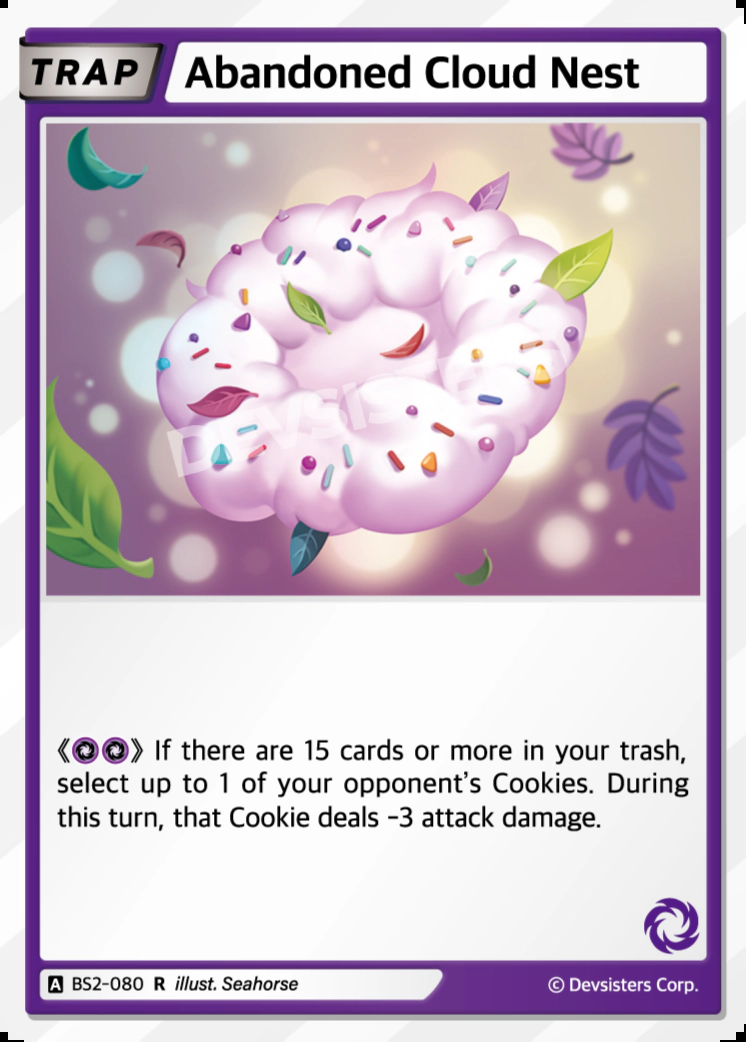 TRAP
Abandoned Cloud Nest
DEVSISTERS
《》 If there are 15 cards or more in your trash,
select up to 1 of your opponent's Cookies. During
this turn, that Cookie deals -3 attack damage.
A BS2-080 R illust. Seahorse
© Devsisters Corp.